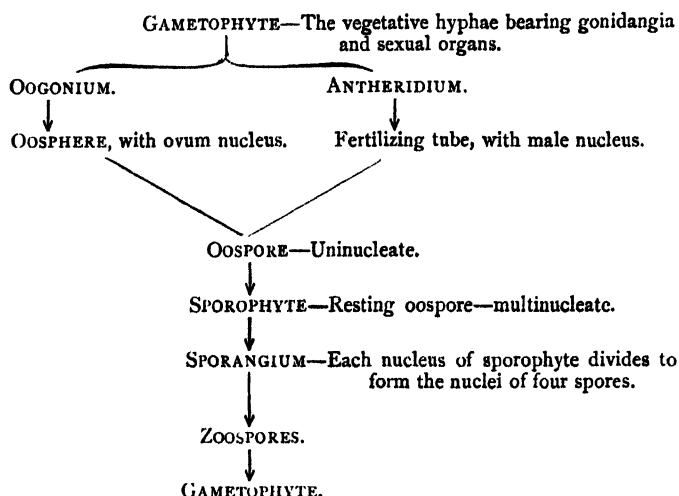 GAMETOPHYTE—The vegetative hyphae bearing gonidangia
and sexual organs.
OOGONIUM. ANTHERIDIUM.
OOSPHERE, with ovum nucleus. Fertilizing tube, with male nucleus.
OOSPORE—Uninucleate.
SPOROPHYTE—Resting oospore—multinucleate.
SPORANGIUM—Each nucleus of sporophyte divides to
form the nuclei of four spores.
ZOOSPORES.
GAMETOPHYTE.